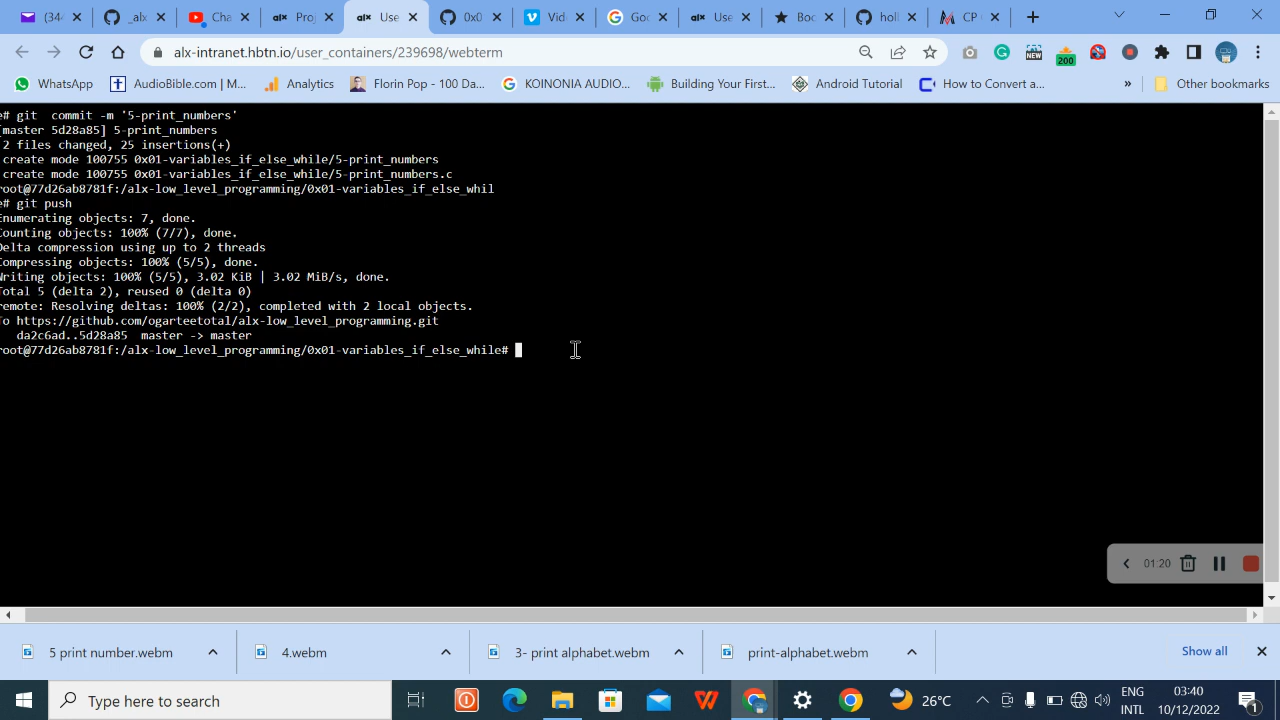 (344
_alx
Cha
Proj
Use
0x0
Vid
Goo
Use
Boo
holl
CP
alx-intranet.hbtn.io/user_containers/239698/webterm
NEW
200
WhatsApp
AudioBible.com | M...
Analytics
Florin Pop - 100 Da...
KOINONIA AUDIO...
Building Your First...
Android Tutorial
How to Convert a...
»
Other bookmarks
e# git  commit -m '5-print_numbers'
[master 5d28a85] 5-print_numbers
2 files changed, 25 insertions(+)
create mode 100755 0x01-variables_if_else_while/5-print_numbers
create mode 100755 0x01-variables_if_else_while/5-print_numbers.c
root@77d26ab8781f:/alx-low_level_programming/0x01-variables_if_else_whil
e# git push
Enumerating objects: 7, done.
Counting objects: 100% (7/7), done.
Delta compression using up to 2 threads
Compressing objects: 100% (5/5), done.
Writing objects: 100% (5/5), 3.02 KiB | 3.02 MiB/s, done.
Total 5 (delta 2), reused 0 (delta 0)
remote: Resolving deltas: 100% (2/2), completed with 2 local objects.
To https://github.com/ogarteetotal/alx-low_level_programming.git
da2c6ad..5d28a85  master -> master
root@77d26ab8781f:/alx-low_level_programming/0x01-variables_if_else_while#
01:20
5 print number.webm
4.webm
3- print alphabet.webm
print-alphabet.webm
Show all
Type here to search
26°C
ENG
INTL
03:40
10/12/2022
1